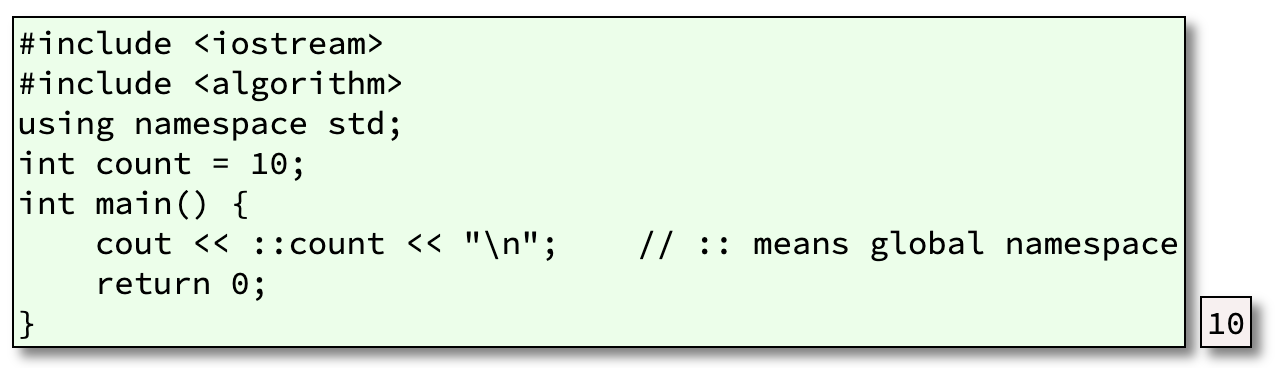 #include <iostream>
#include <algorithm>
using namespace std;
int count = 10;
int main() {
    cout << ::count << "\n";    // :: means global namespace
    return 0;
}
10